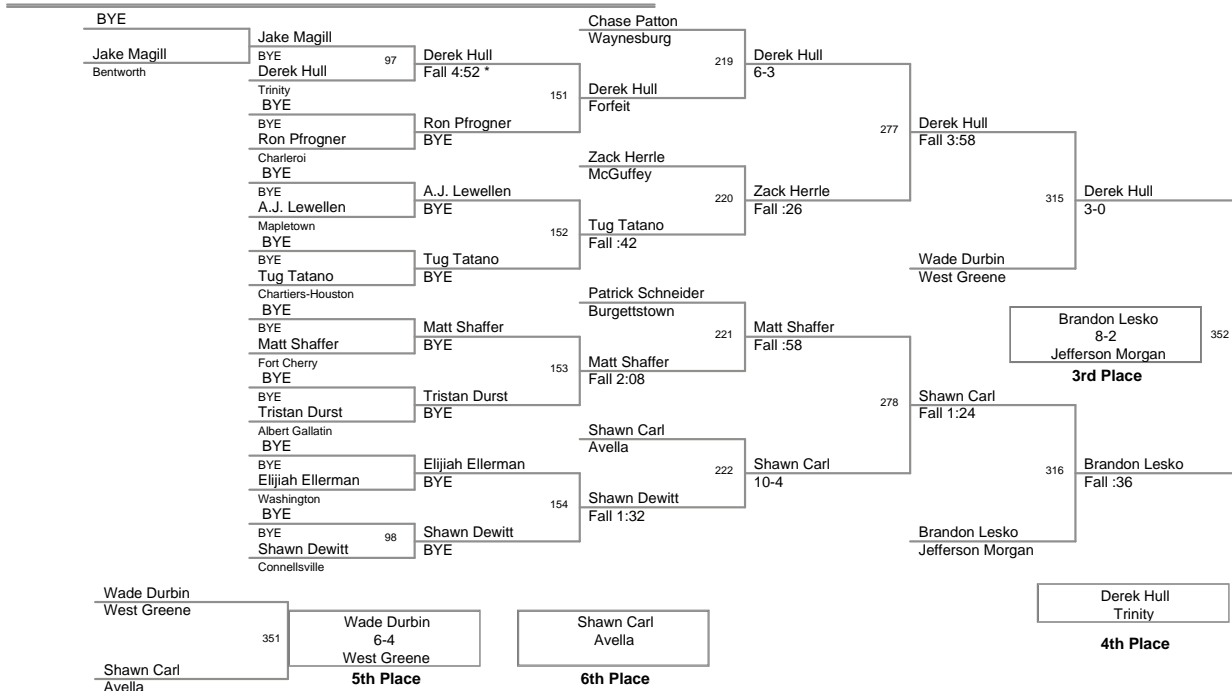 BYE
Jake Magill
Bentworth
Jake Magill
BYE
97
Derek Hull
Trinity
BYE
BYE
Ron Pfrogner
Charleroi
BYE
BYE
A.J. Lewellen
Mapletown
BYE
BYE
Tug Tatano
Chartiers-Houston
BYE
BYE
Matt Shaffer
Fort Cherry
BYE
BYE
Tristan Durst
Albert Gallatin
BYE
BYE
Elijiah Ellerman
Washington
BYE
BYE
98
Shawn Dewitt
Connellsville
Derek Hull
Fall 4:52 *
151
Ron Pfrogner
BYE
A.J. Lewellen
BYE
152
Tug Tatano
BYE
Matt Shaffer
BYE
153
Tristan Durst
BYE
Elijiah Ellerman
BYE
154
Shawn Dewitt
BYE
Chase Patton
Waynesburg
219
Derek Hull
Forfeit
Zack Herrle
McGuffey
220
Tug Tatano
Fall :42
Patrick Schneider
Burgettstown
221
Matt Shaffer
Fall 2:08
Shawn Carl
Avella
222
Shawn Dewitt
Fall 1:32
Derek Hull
6-3
277
Zack Herrle
Fall :26
Matt Shaffer
Fall :58
278
Shawn Carl
10-4
Derek Hull
Fall 3:58
315
Wade Durbin
West Greene
Shawn Carl
Fall 1:24
316
Brandon Lesko
Jefferson Morgan
Derek Hull
3-0
Brandon Lesko
8-2
Jefferson Morgan
352
3rd Place
Brandon Lesko
Fall :36
Derek Hull
Trinity
4th Place
Wade Durbin
West Greene
351
Shawn Carl
Avella
Wade Durbin
6-4
West Greene
5th Place
Shawn Carl
Avella
6th Place